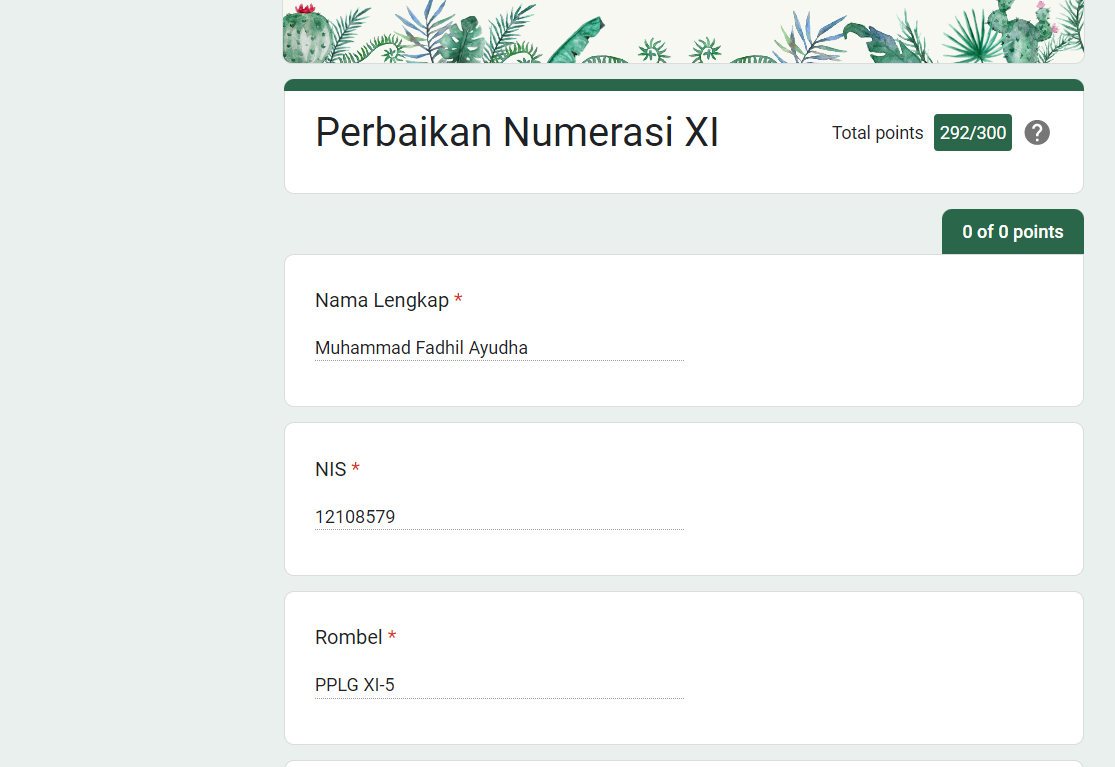 Perbaikan Numerasi XI
Total points 292/300 ?
0 of 0 points
Nama Lengkap *
Muhammad Fadhil Ayudha
NIS *
12108579
Rombel *
PPLG XI-5